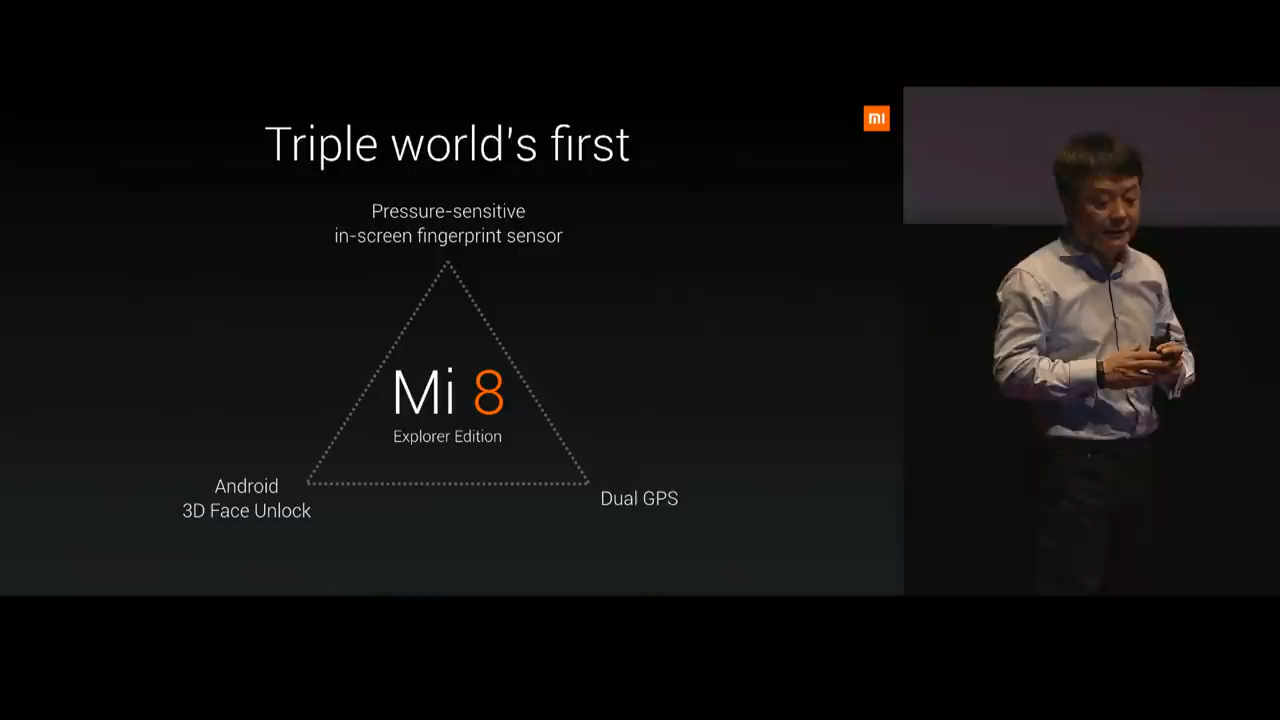 Triple world's first
mi
Pressure-sensitive
in-screen fingerprint sensor
Mi 8
Explorer Edition
Android
3D Face Unlock
Dual GPS